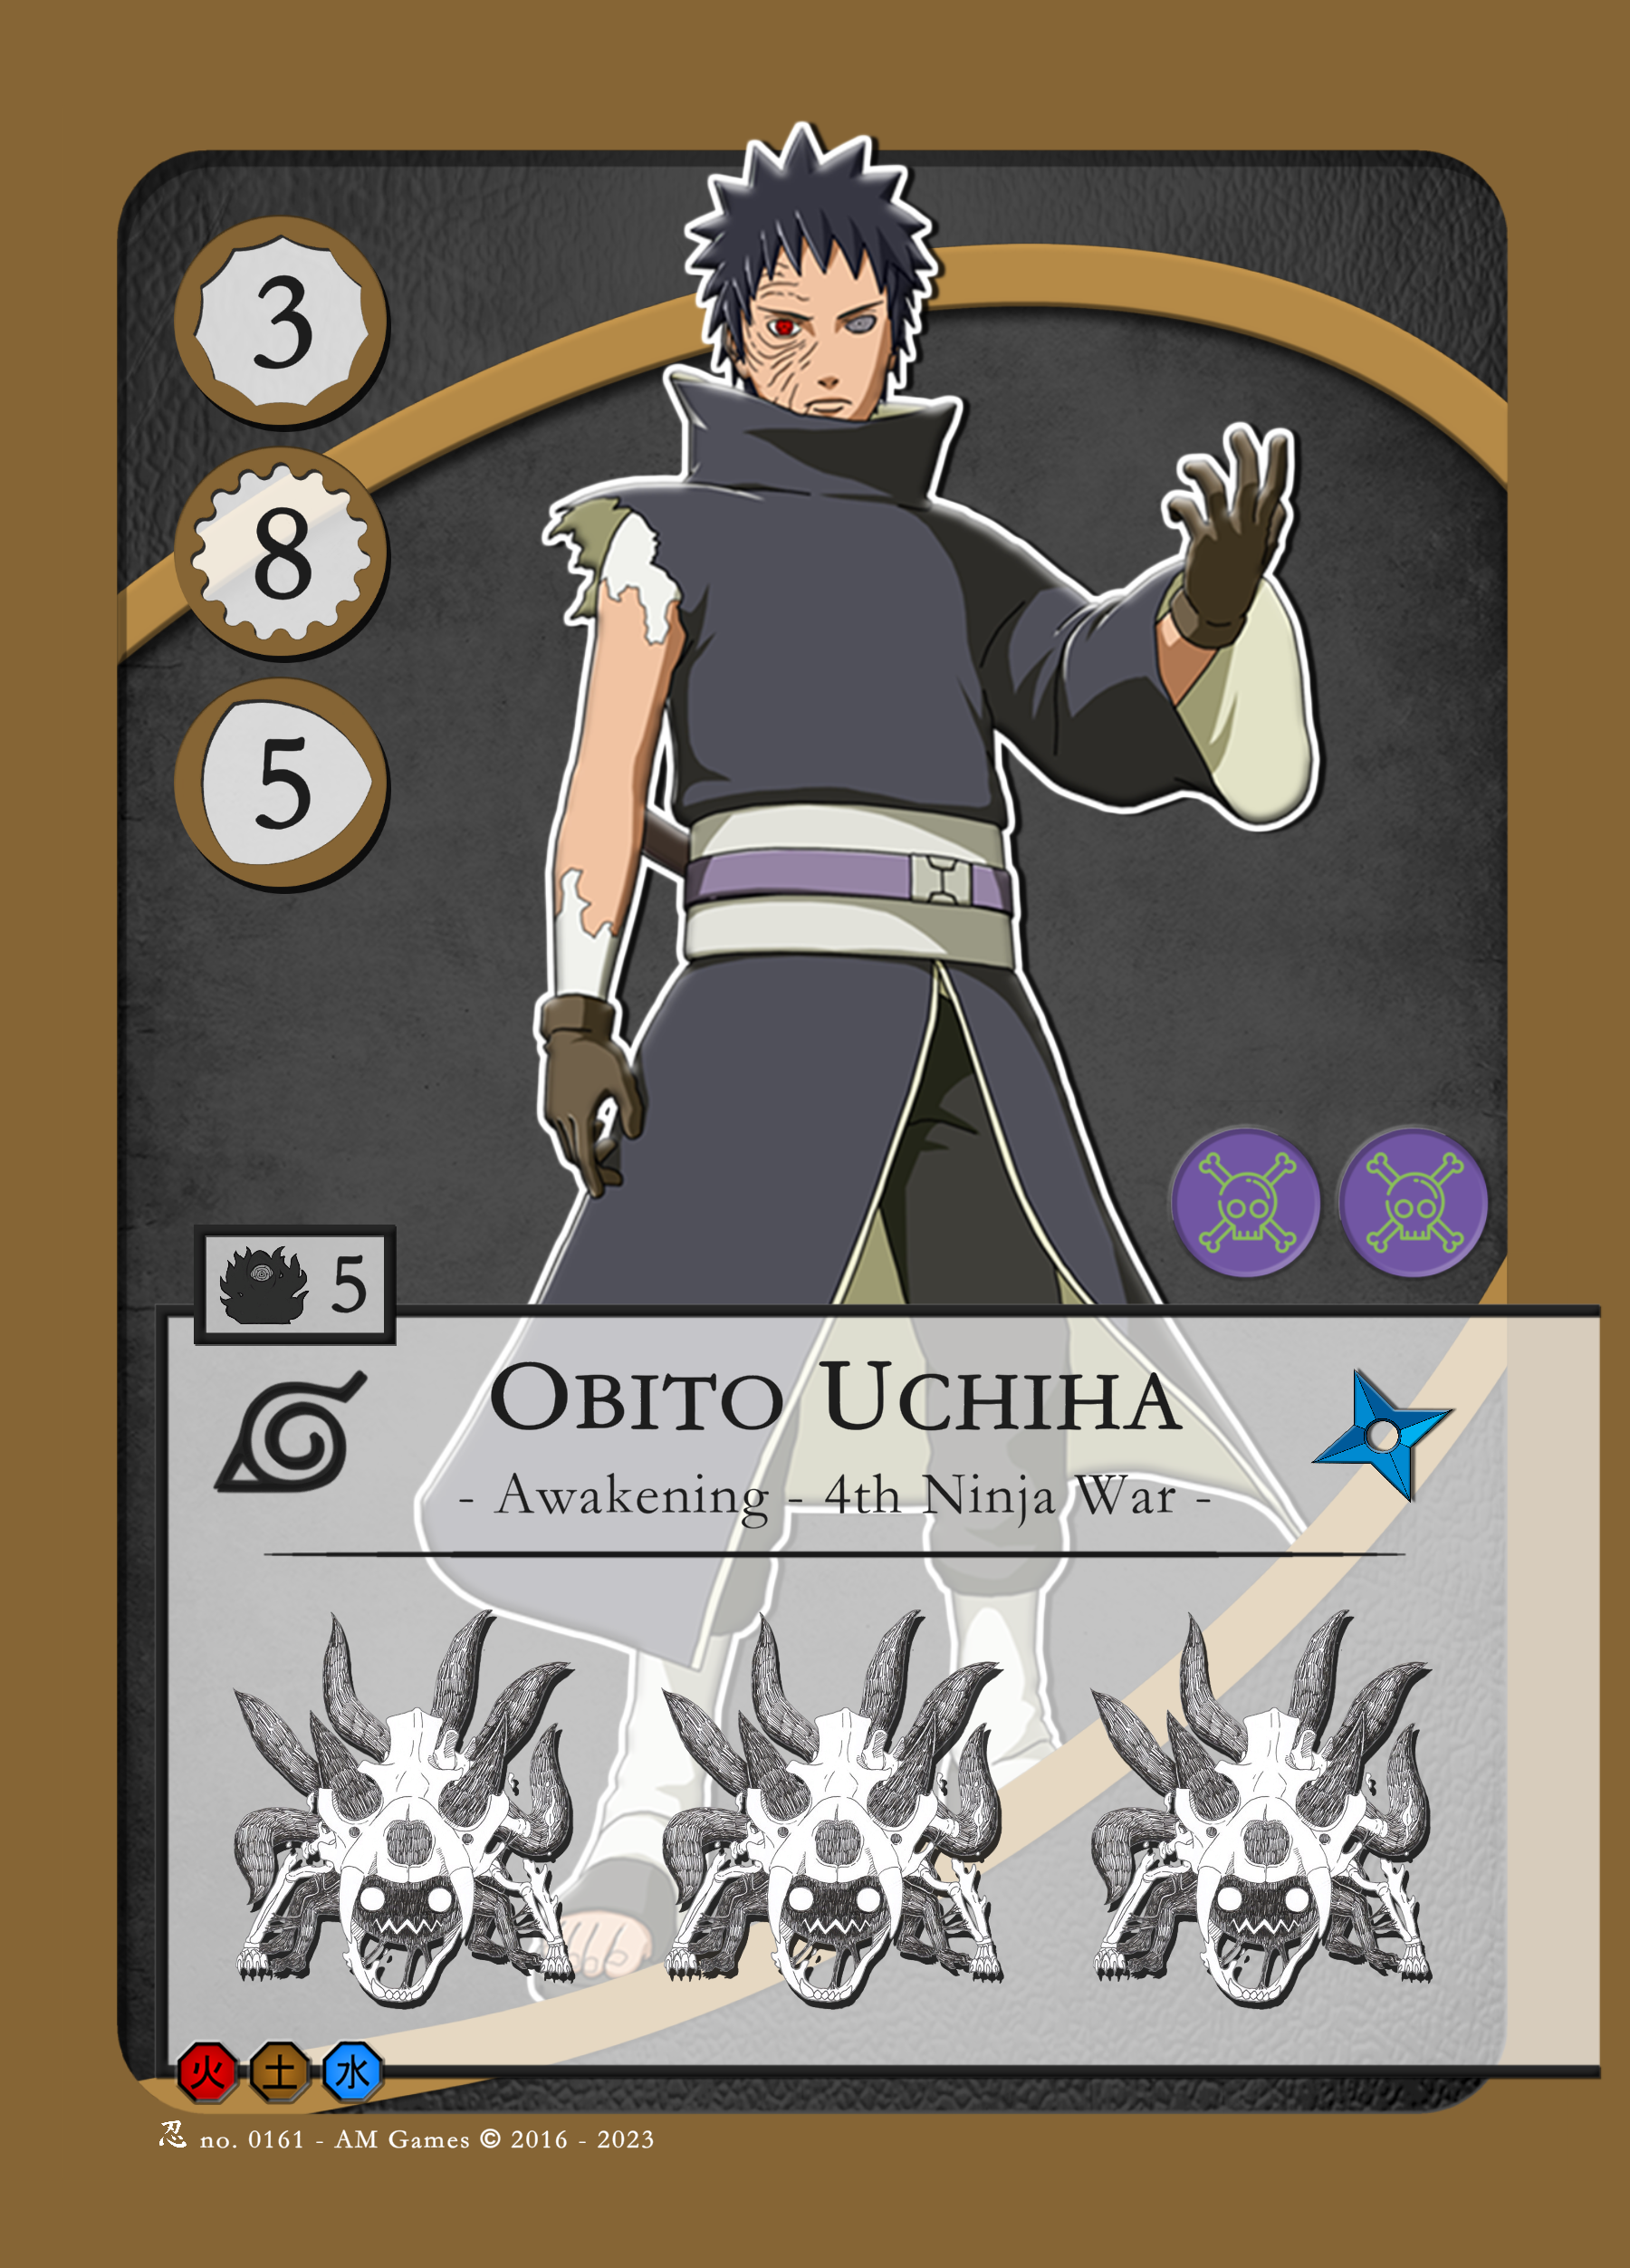 3
8
5
5
Obito Uchiha
- Awakening - 4th Ninja War -
火 土 水
忍 no. 0161 - AM Games © 2016 - 2023